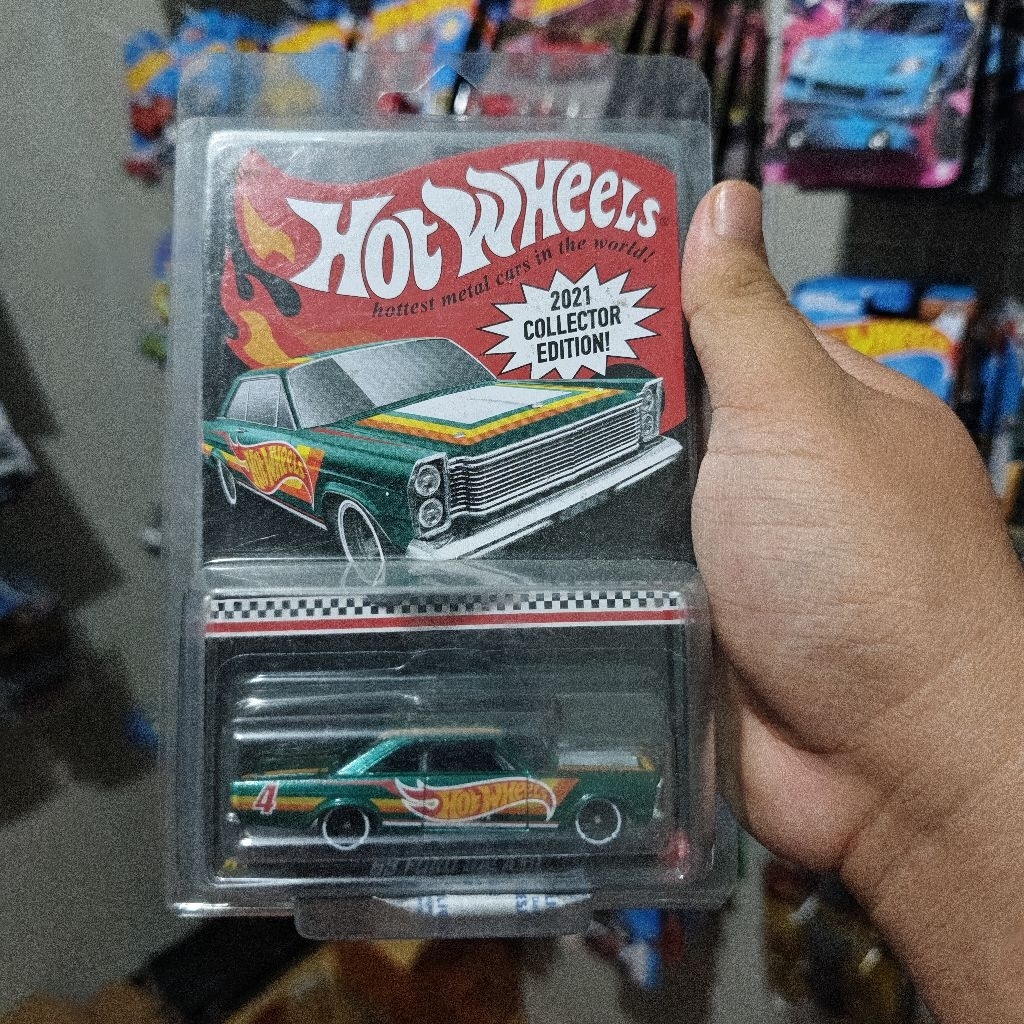 Hot Wheels
hottest metal cars in the world!
2021
COLLECTOR
EDITION!
HOT WHEELS
4
HOT WHEELS